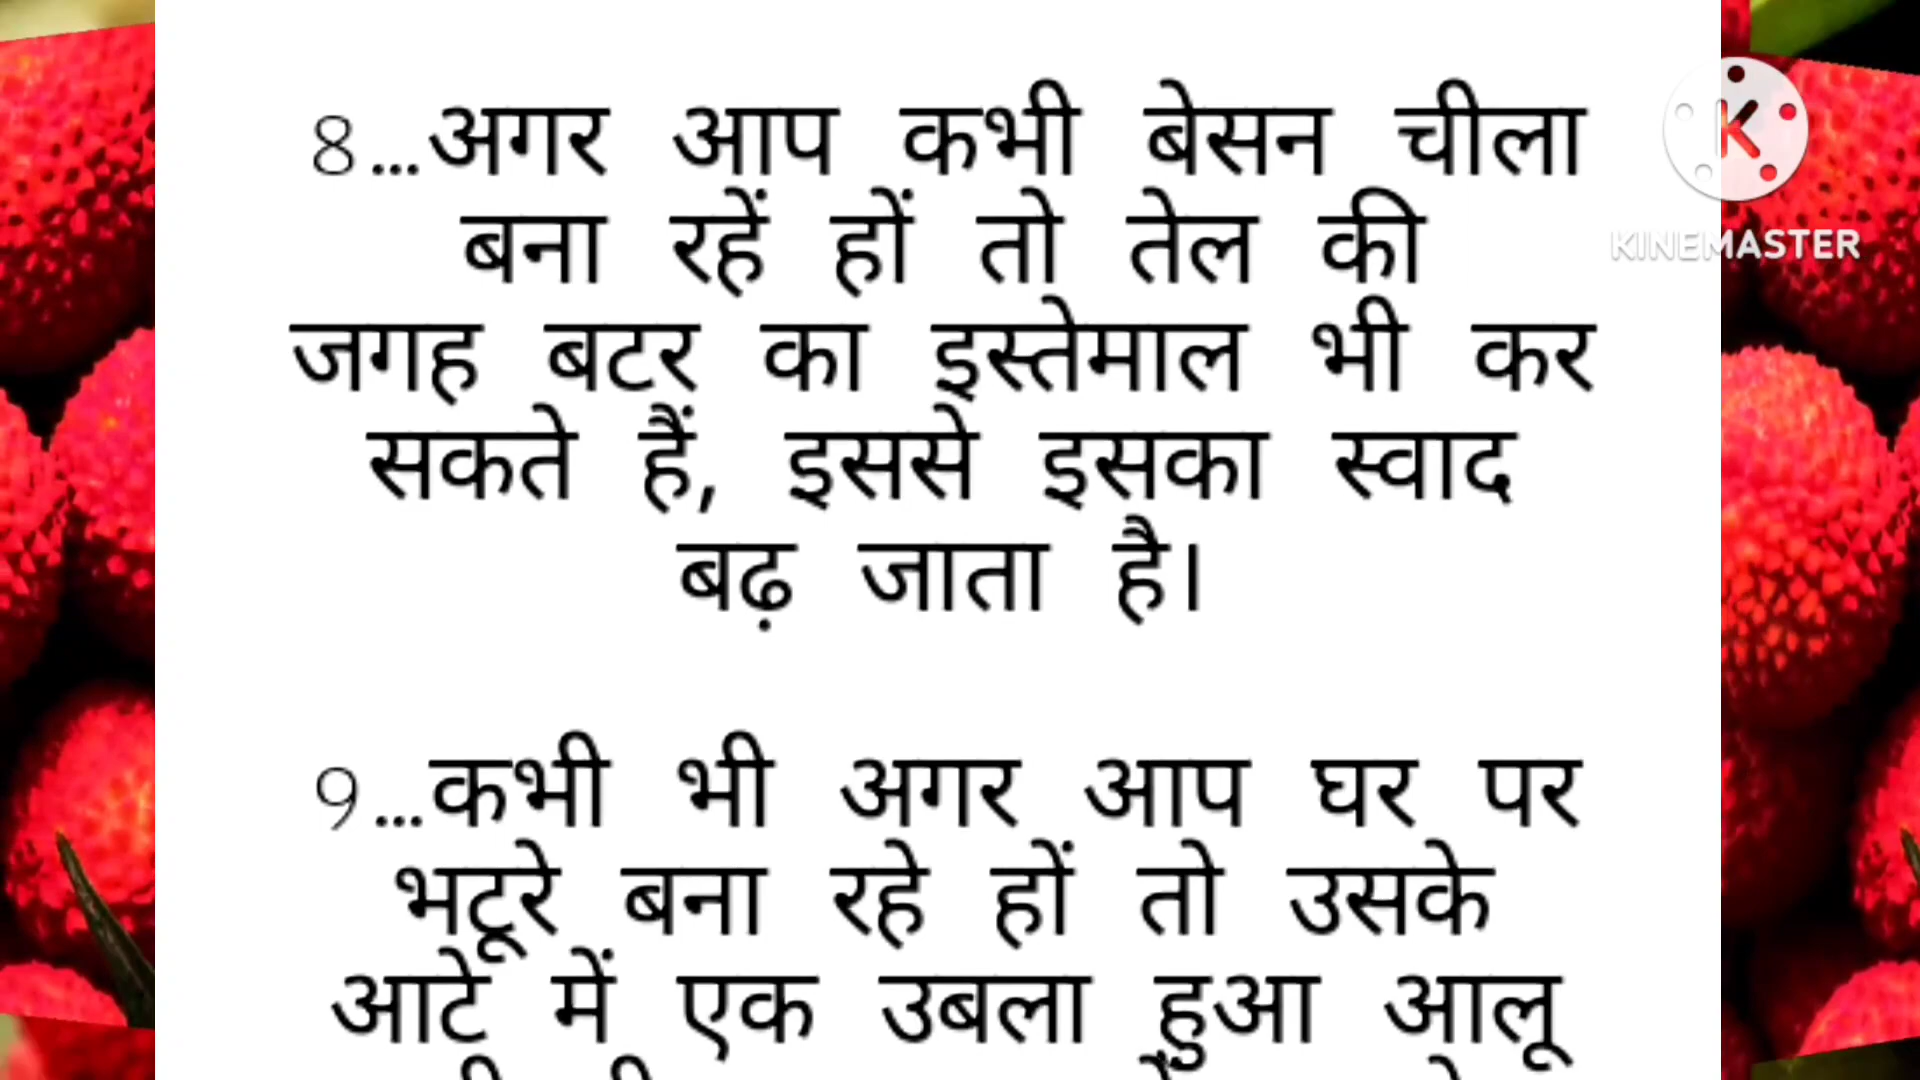 8...अगर आप कभी बेसन चीला
बना रहें हों तो तेल की
जगह बटर का इस्तेमाल भी कर
सकते हैं, इससे इसका स्वाद
बढ़ जाता है।
9...कभी भी अगर आप घर पर
भटूरे बना रहे हों तो उसके
आटे में एक उबला हुआ आलू
KINEMASTER